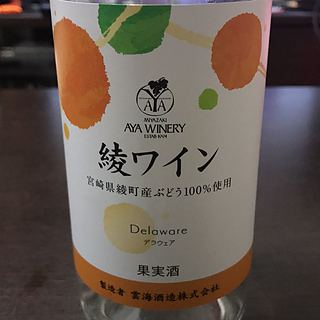 AYA
MIYAZAKI
AYA WINERY
ESTAB 1994
綾ワイン
宮崎県綾町産ぶどう100%使用
Delaware
デラウェア
果実酒
製造者 雲海酒造株式会社